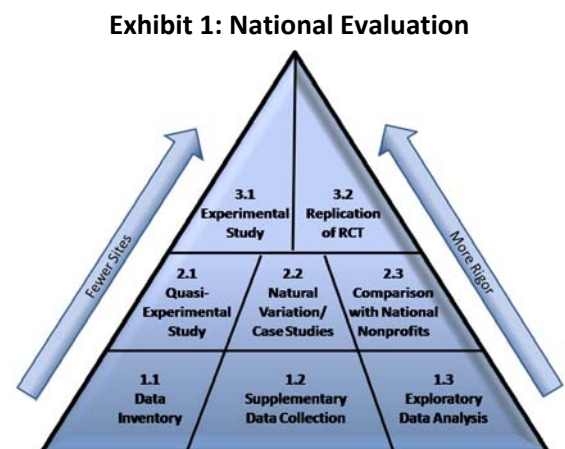 Exhibit 1: National Evaluation
Fewer Sites
More Rigor
3.1
Experimental
Study
3.2
Replication
of RCT
2.1
Quasi-
Experimental
Study
2.2
Natural
Variation/
Case Studies
2.3
Comparison
with National
Nonprofits
1.1
Data
Inventory
1.2
Supplementary
Data Collection
1.3
Exploratory
Data Analysis